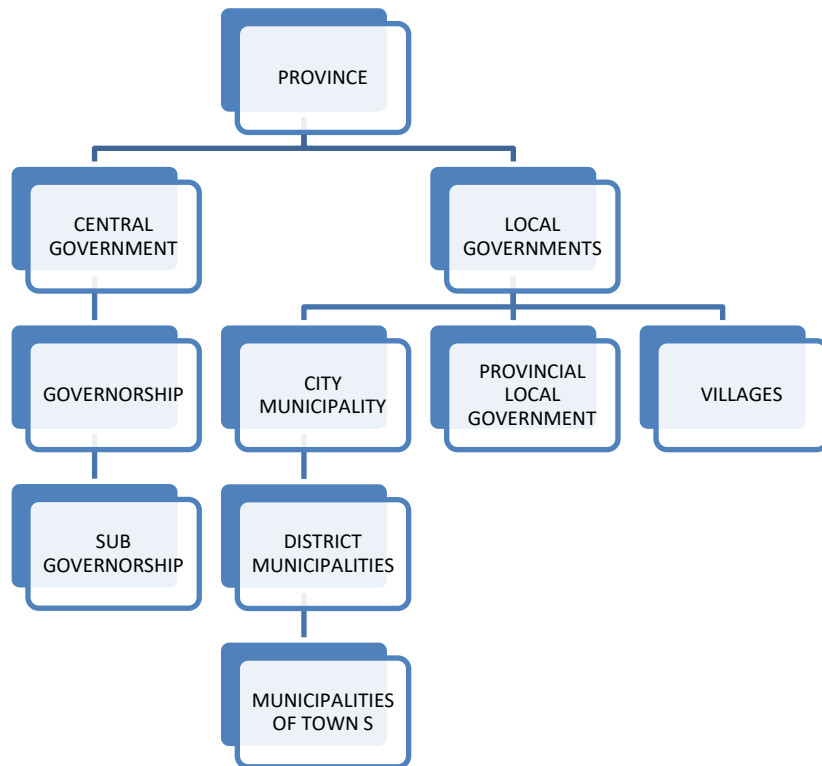 PROVINCE
CENTRAL
GOVERNMENT
LOCAL
GOVERNMENTS
GOVERNORSHIP
CITY
MUNICIPALITY
PROVINCIAL
LOCAL
GOVERNMENT
VILLAGES
SUB
GOVERNORSHIP
DISTRICT
MUNICIPALITIES
MUNICIPALITIES
OF TOWN S